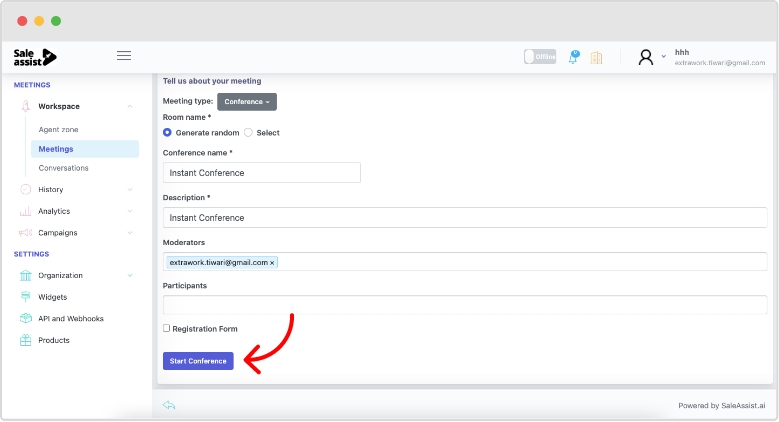 Sale
assist
Offline
0
hhh
extrawork.tiwari@gmail.com
MEETINGS
Workspace
Agent zone
Meetings
Conversations
History
Analytics
Campaigns
SETTINGS
Organization
Widgets
API and Webhooks
Products
Tell us about your meeting
Meeting type: Conference
Room name *
Generate random Select
Conference name *
Instant Conference
Description *
Instant Conference
Moderators
extrawork.tiwari@gmail.com ×
Participants
Registration Form
Start Conference
Powered by SaleAssist.ai